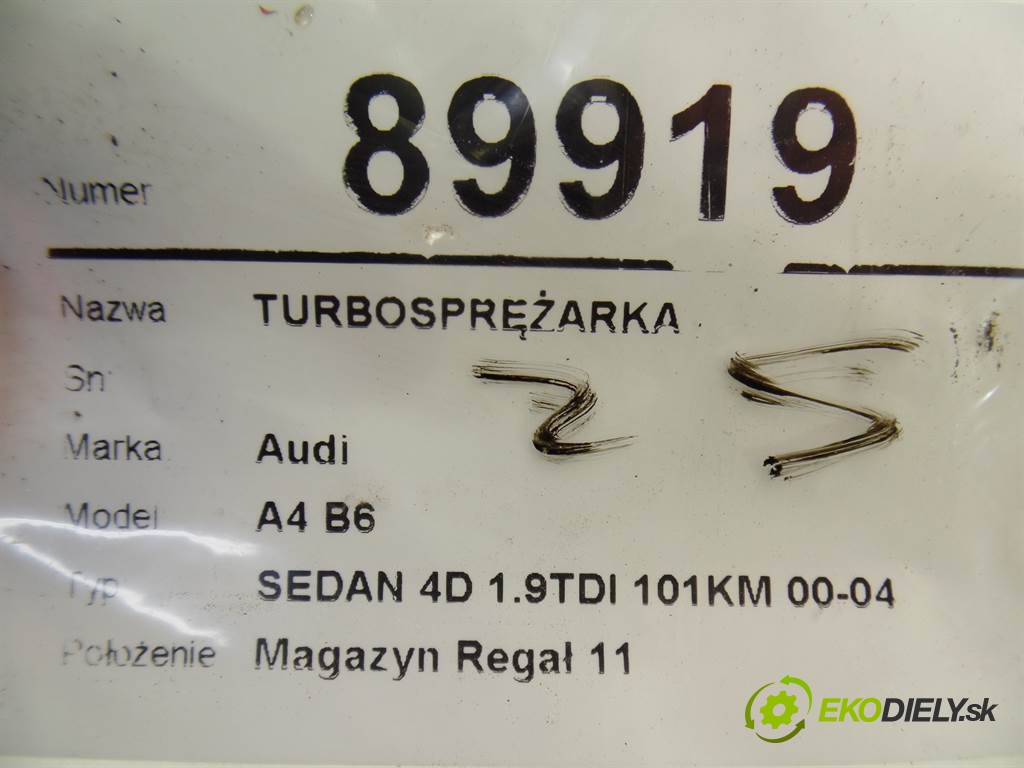 Numer 89919
Nazwa TURBOSPRĘŻARKA
Sn
25
Marka Audi
Model A4 B6
Typ SEDAN 4D 1.9TDI 101KM 00-04
Położenie Magazyn Regał 11
EKODIELY.sk